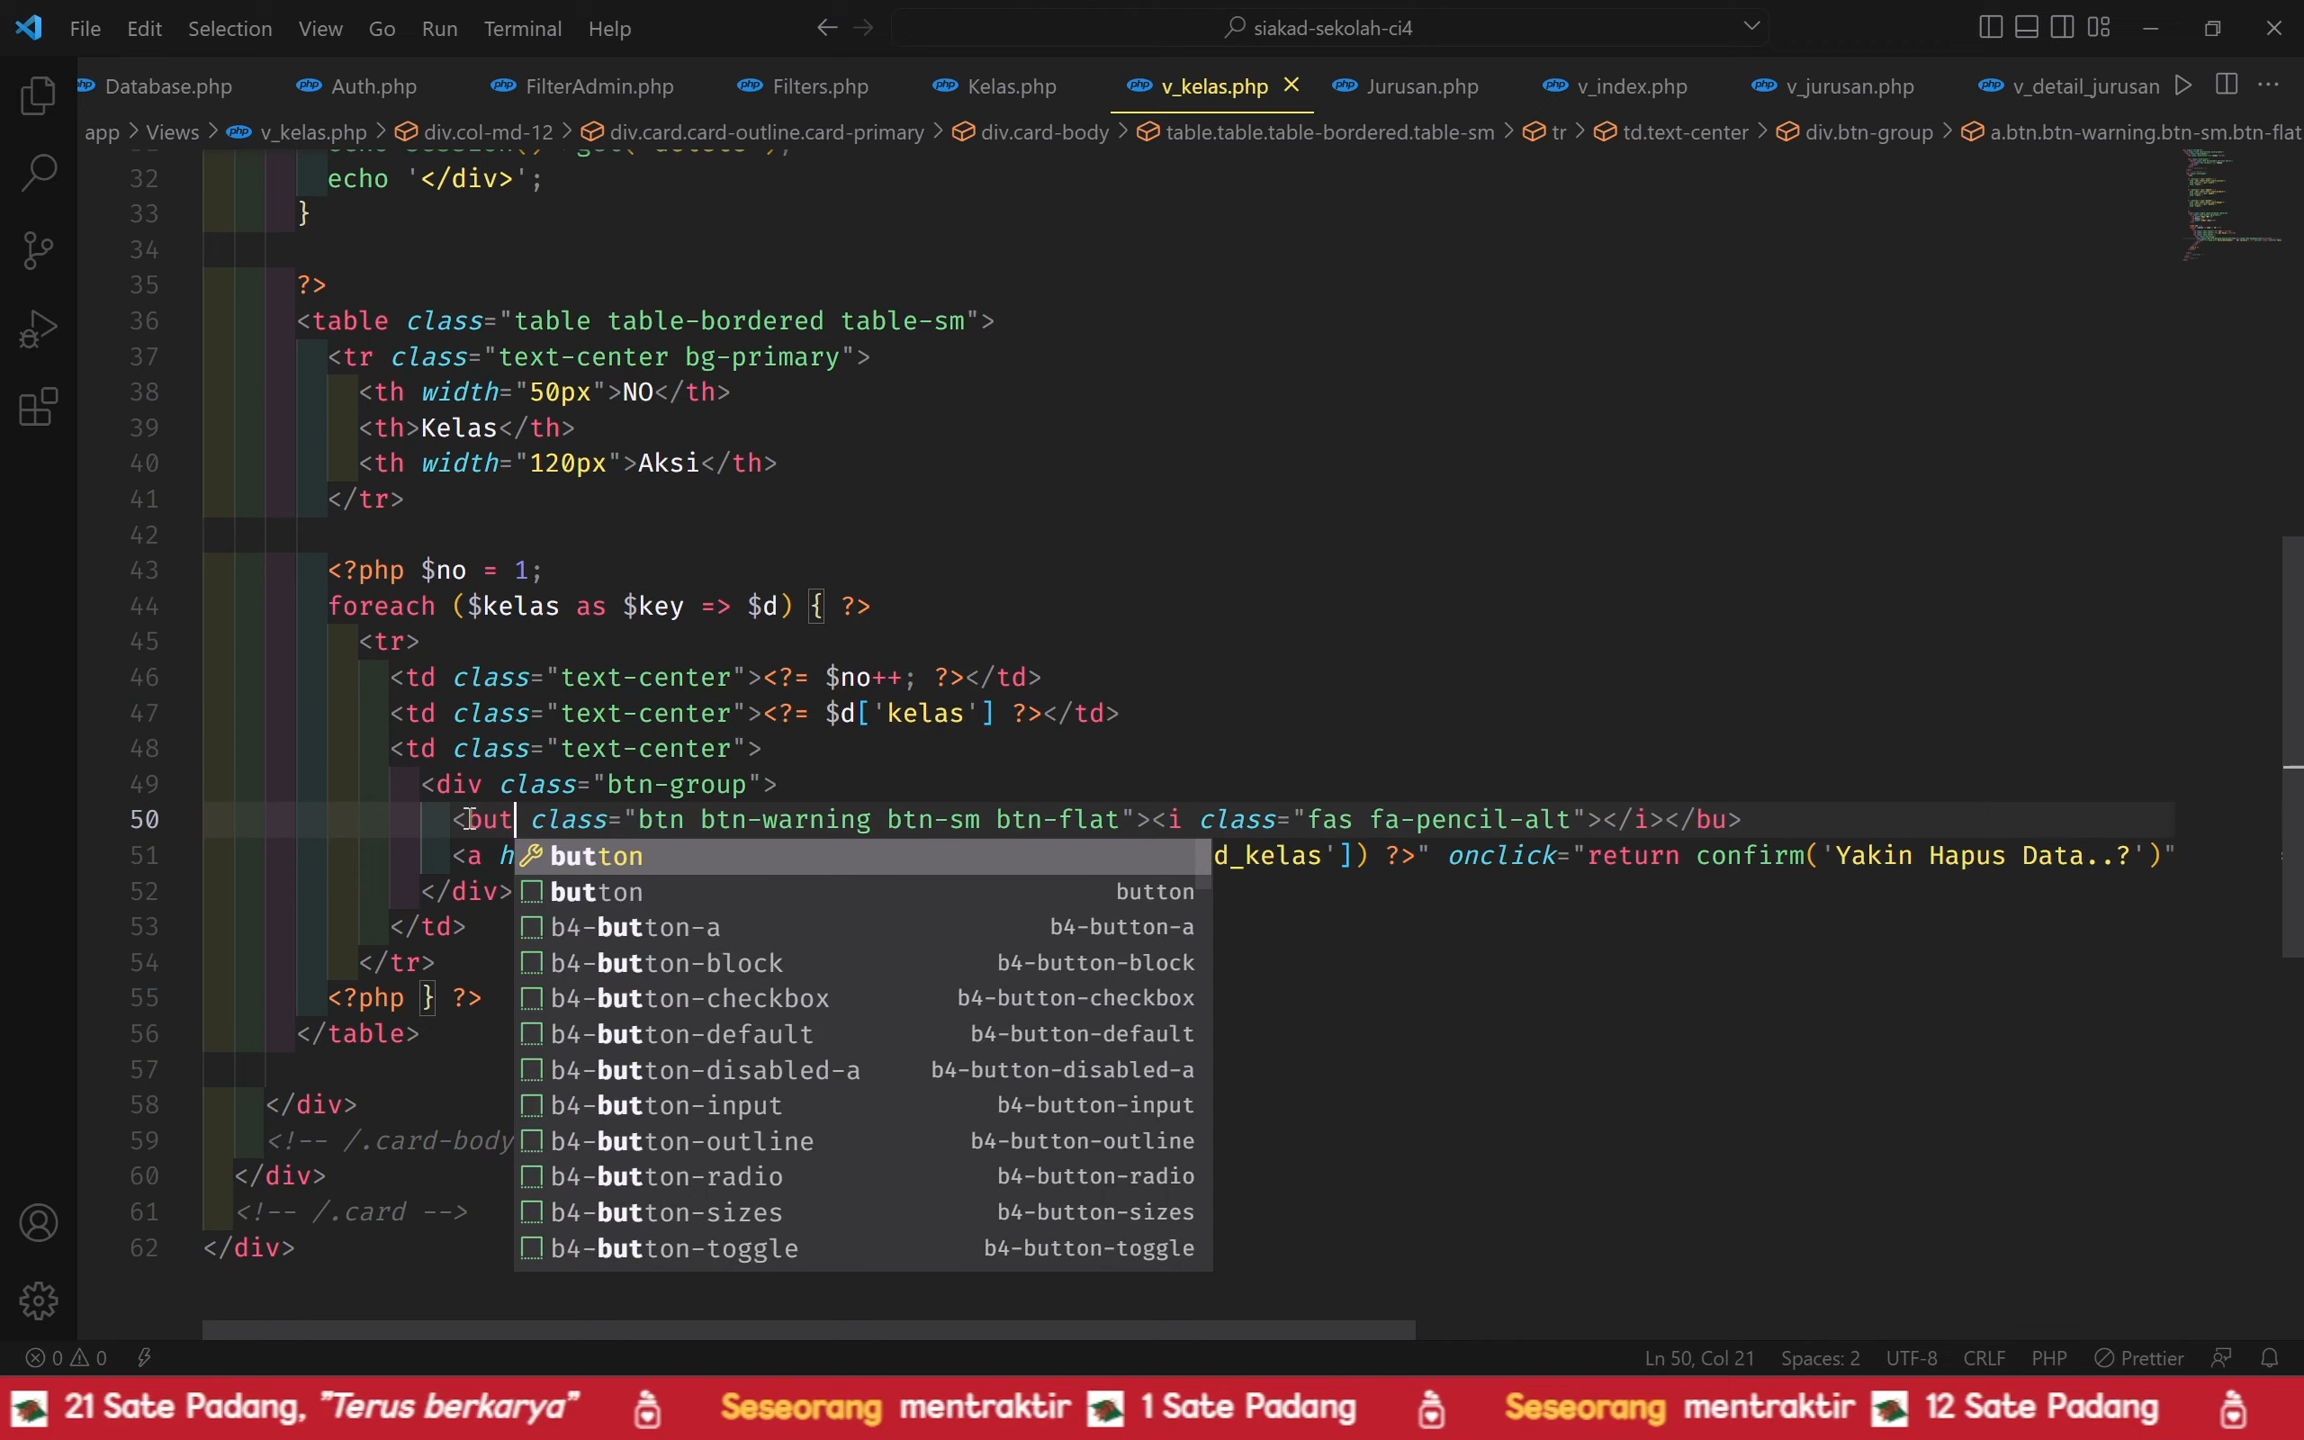 File Edit Selection View Go Run Terminal Help siakad-sekolah-ci4
Database.php Auth.php FilterAdmin.php Filters.php Kelas.php v_kelas.php Jurusan.php v_index.php v_jurusan.php v_detail_jurusan
app > Views > v_kelas.php > div.col-md-12 > div.card.card-outline.card-primary > div.card-body > table.table.table-bordered.table-sm > tr > td.text-center > div.btn-group > a.btn.btn-warning.btn-sm.btn-flat
32 echo '</div>';
33 }
34
35 ?>
36 <table class="table table-bordered table-sm">
37 <tr class="text-center bg-primary">
38 <th width="50px">NO</th>
39 <th>Kelas</th>
40 <th width="120px">Aksi</th>
41 </tr>
42
43 <?php $no = 1;
44 foreach ($kelas as $key => $d) { ?>
45 <tr>
46 <td class="text-center"><?= $no++; ?></td>
47 <td class="text-center"><?= $d['kelas'] ?></td>
48 <td class="text-center">
49 <div class="btn-group">
50 <but class="btn btn-warning btn-sm btn-flat"><i class="fas fa-pencil-alt"></i></bu>
51 <a h d_kelas']) ?>" onclick="return confirm('Yakin Hapus Data..?')"
52 </div>
53 </td>
54 </tr>
55 <?php } ?>
56 </table>
57
58 </div>
59 <!-- /.card-body
60 </div>
61 <!-- /.card -->
62 </div>
button
button button
b4-button-a b4-button-a
b4-button-block b4-button-block
b4-button-checkbox b4-button-checkbox
b4-button-default b4-button-default
b4-button-disabled-a b4-button-disabled-a
b4-button-input b4-button-input
b4-button-outline b4-button-outline
b4-button-radio b4-button-radio
b4-button-sizes b4-button-sizes
b4-button-toggle b4-button-toggle
0 0 Ln 50, Col 21 Spaces: 2 UTF-8 CRLF PHP Prettier
21 Sate Padang, "Terus berkarya" Seseorang mentraktir 1 Sate Padang Seseorang mentraktir 12 Sate Padang